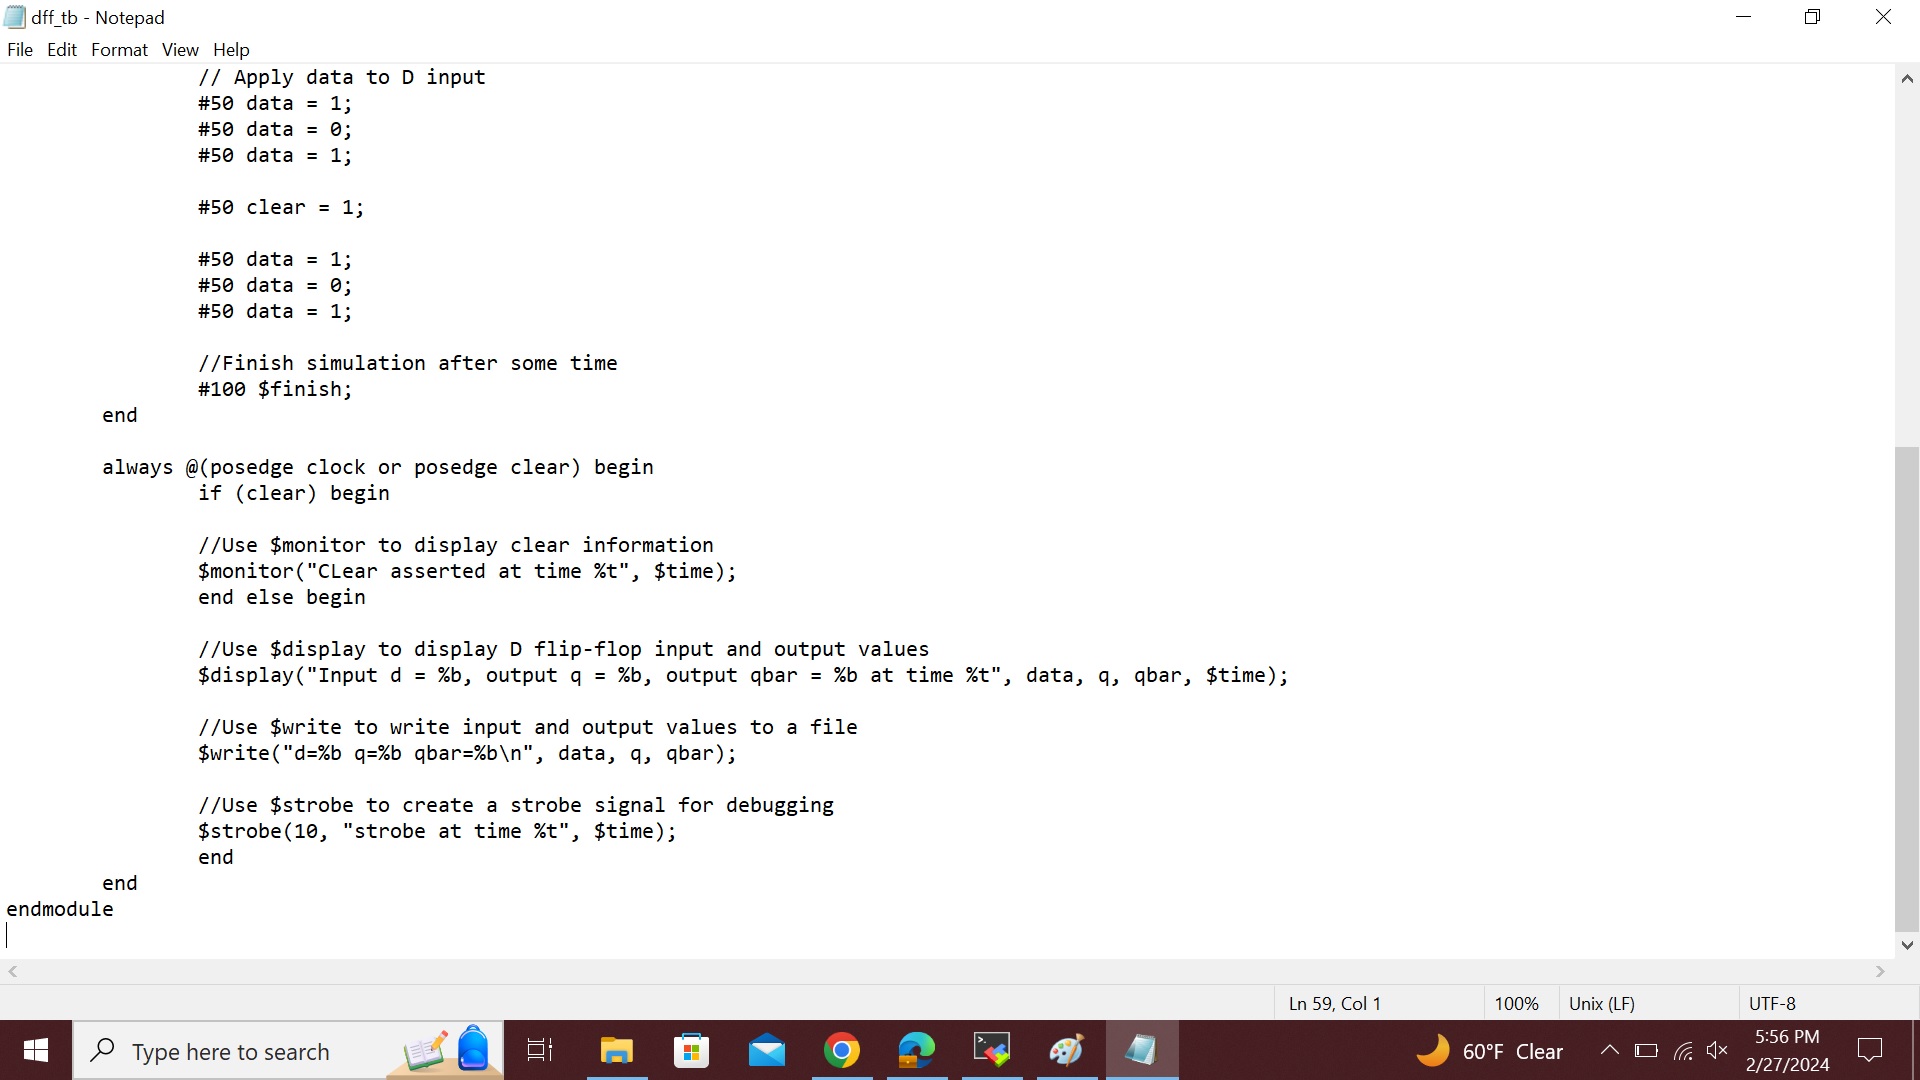 dff_tb - Notepad
File Edit Format View Help
// Apply data to D input
#50 data = 1;
#50 data = 0;
#50 data = 1;
#50 clear = 1;
#50 data = 1;
#50 data = 0;
#50 data = 1;
//Finish simulation after some time
#100 $finish;
end
always @(posedge clock or posedge clear) begin
if (clear) begin
//Use $monitor to display clear information
$monitor("CLear asserted at time %t", $time);
end else begin
//Use $display to display D flip-flop input and output values
$display("Input d = %b, output q = %b, output qbar = %b at time %t", data, q, qbar, $time);
//Use $write to write input and output values to a file
$write("d=%b q=%b qbar=%b\n", data, q, qbar);
//Use $strobe to create a strobe signal for debugging
$strobe(10, "strobe at time %t", $time);
end
end
endmodule
Ln 59, Col 1
100%
Unix (LF)
UTF-8
Type here to search
60°F Clear
5:56 PM
2/27/2024